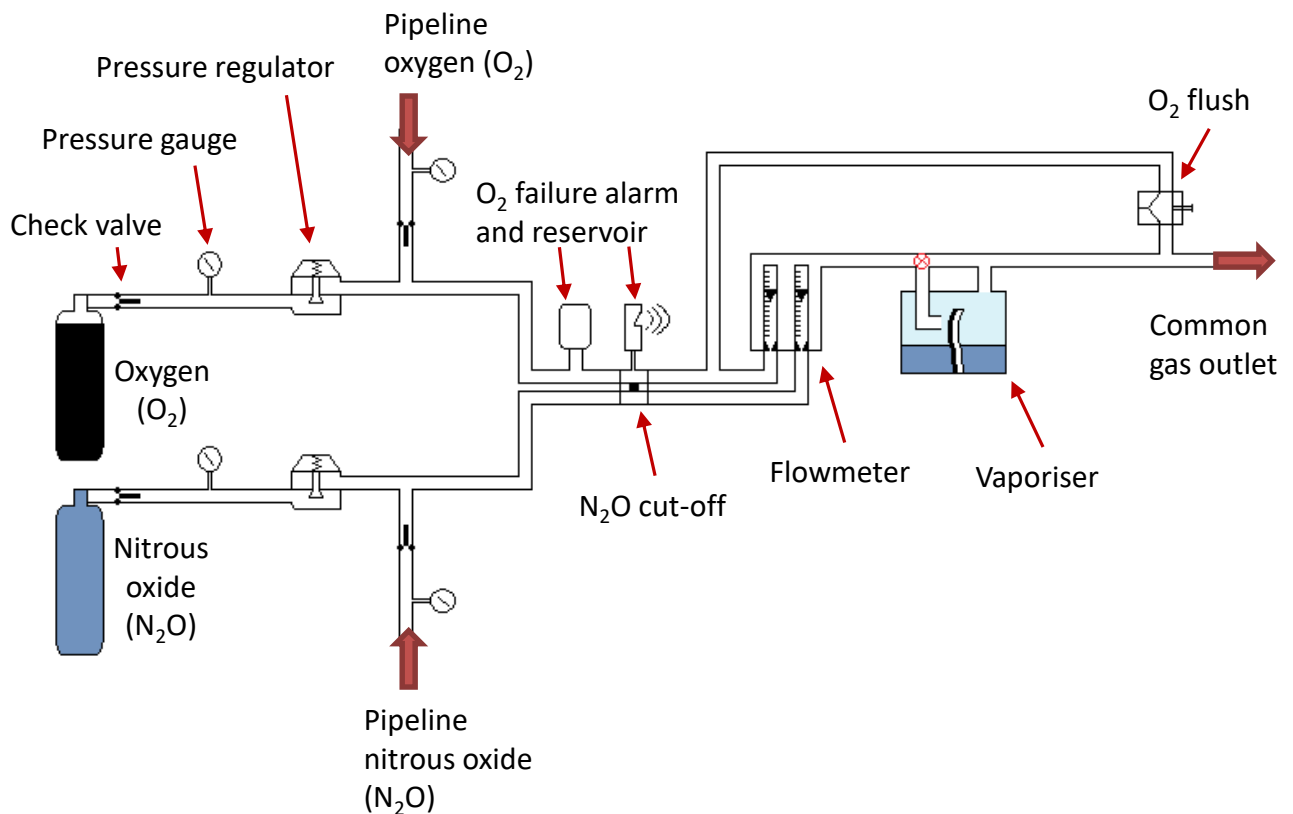 Pipeline
oxygen (O₂)
Pressure regulator
O₂ flush
Pressure gauge
O₂ failure alarm
and reservoir
Check valve
Oxygen
(O₂)
Common
gas outlet
Flowmeter
Vaporiser
N₂O cut-off
Nitrous
oxide
(N₂O)
Pipeline
nitrous oxide
(N₂O)